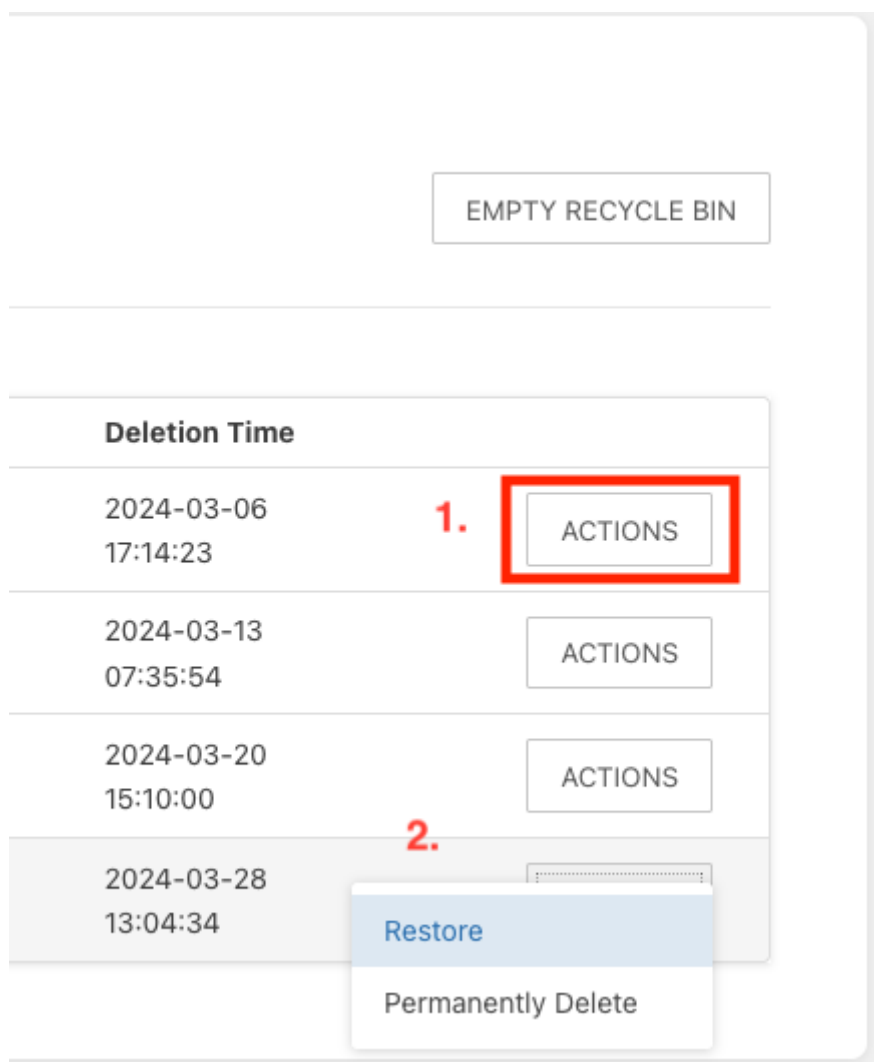 EMPTY RECYCLE BIN
Deletion Time
2024-03-06
17:14:23
1.
ACTIONS
2024-03-13
07:35:54
ACTIONS
2024-03-20
15:10:00
ACTIONS
2.
2024-03-28
13:04:34
Restore
Permanently Delete